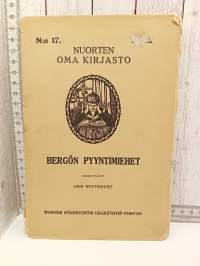 N:o 17.
NUORTEN
OMA KIRJASTO
BERGÖN PYYNTIMIEHET
WERNER SÖDERSTRÖM OSAKEYHTIÖ PORVOO